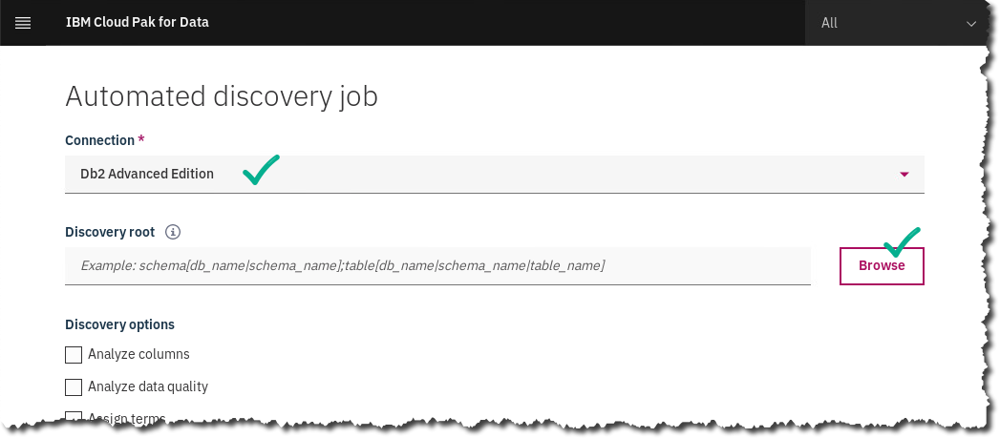 IBM Cloud Pak for Data
All
Automated discovery job
Connection *
Db2 Advanced Edition
Discovery root
Example: schema[db_name|schema_name];table[db_name|schema_name|table_name]
Browse
Discovery options
Analyze columns
Analyze data quality
Assign terms